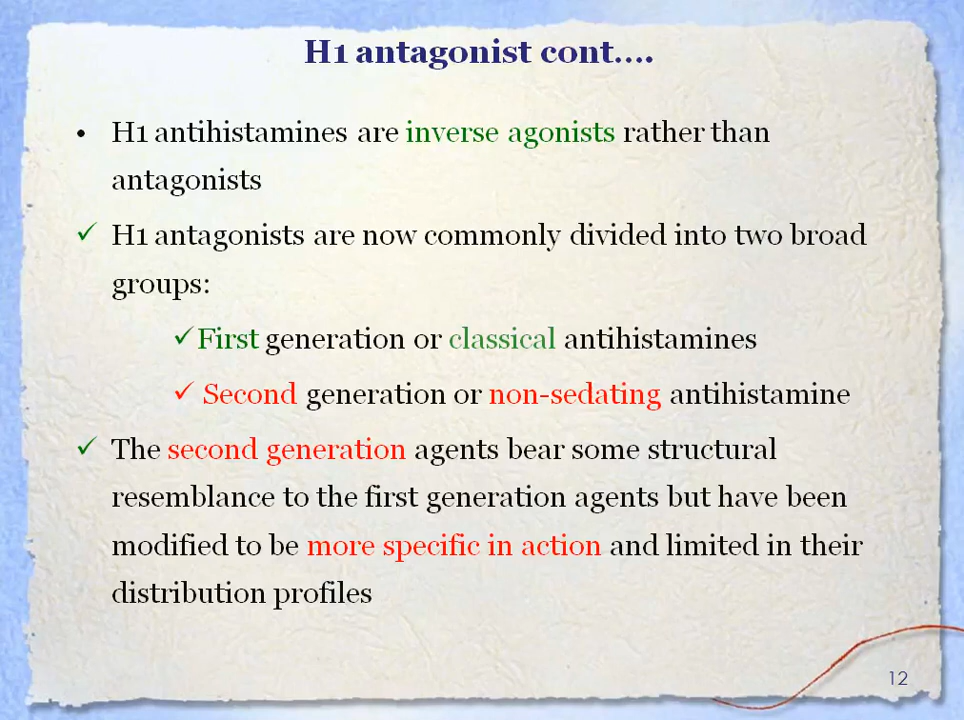 H1 antagonist cont....
• H1 antihistamines are inverse agonists rather than
antagonists
✓ H1 antagonists are now commonly divided into two broad
groups:
✓First generation or classical antihistamines
✓ Second generation or non-sedating antihistamine
✓ The second generation agents bear some structural
resemblance to the first generation agents but have been
modified to be more specific in action and limited in their
distribution profiles
12